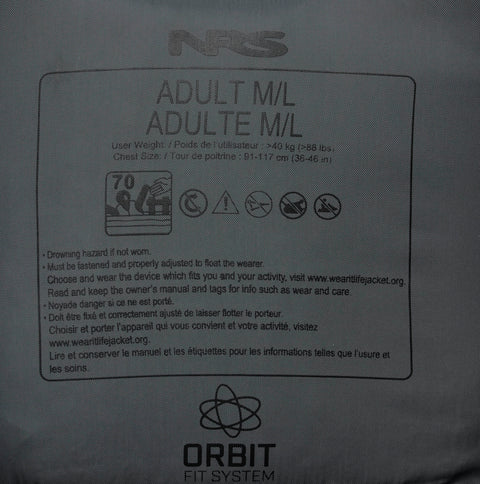 NRS
ADULT M/L
ADULTE M/L
User Weight: / Poids de l'utilisateur : >40 kg (>88 lbs)
Chest Size: / Tour de poitrine : 91-117 cm (36-46 in)
70
• Drowning hazard if not worn.
• Must be fastened and properly adjusted to float the wearer.
Choose and wear the device which fits you and your activity, visit www.wearitlifejacket.org.
Read and keep the owner's manual and tags for info such as wear and care.
• Noyade danger si ce ne est porté.
• Doit être fixé et correctement ajusté de laisser flotter le porteur.
Choisir et porter l'appareil qui vous convient et votre activité, visitez
www.wearitlifejacket.org.
Lire et conserver le manuel et les étiquettes pour les informations telles que l'usure et
les soins.
ORBIT
FIT SYSTEM